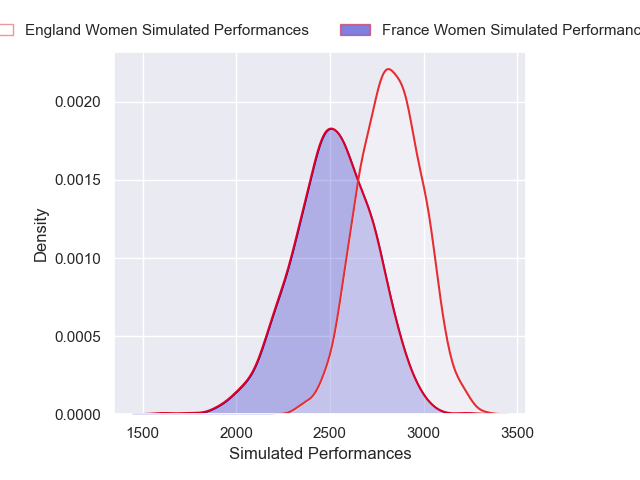 England Women Simulated Performances France Women Simulated Performanc
0.0020
0.0015
0.0010
0.0005
0.0000
Density
1500 2000 2500 3000 3500
Simulated Performances